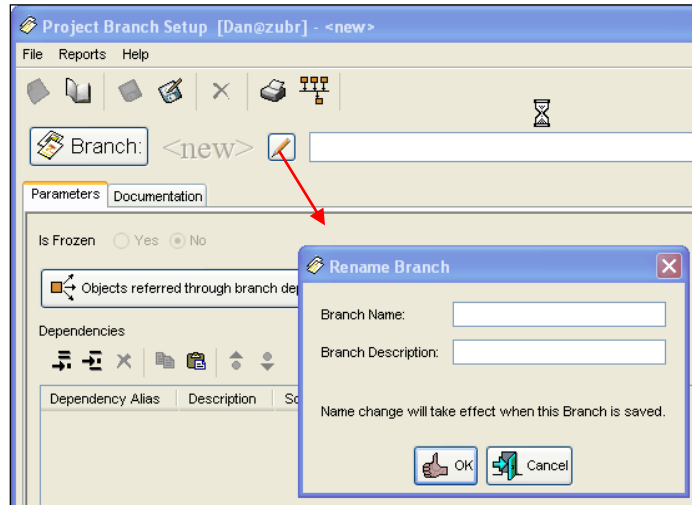 Project Branch Setup [Dan@zubr] - <new>
File Reports Help
Branch: <new>
Parameters Documentation
Is Frozen Yes No
Objects referred through branch
Dependencies
Dependency Alias Description
Rename Branch
Branch Name:
Branch Description:
Name change will take effect when this Branch is saved.
OK Cancel